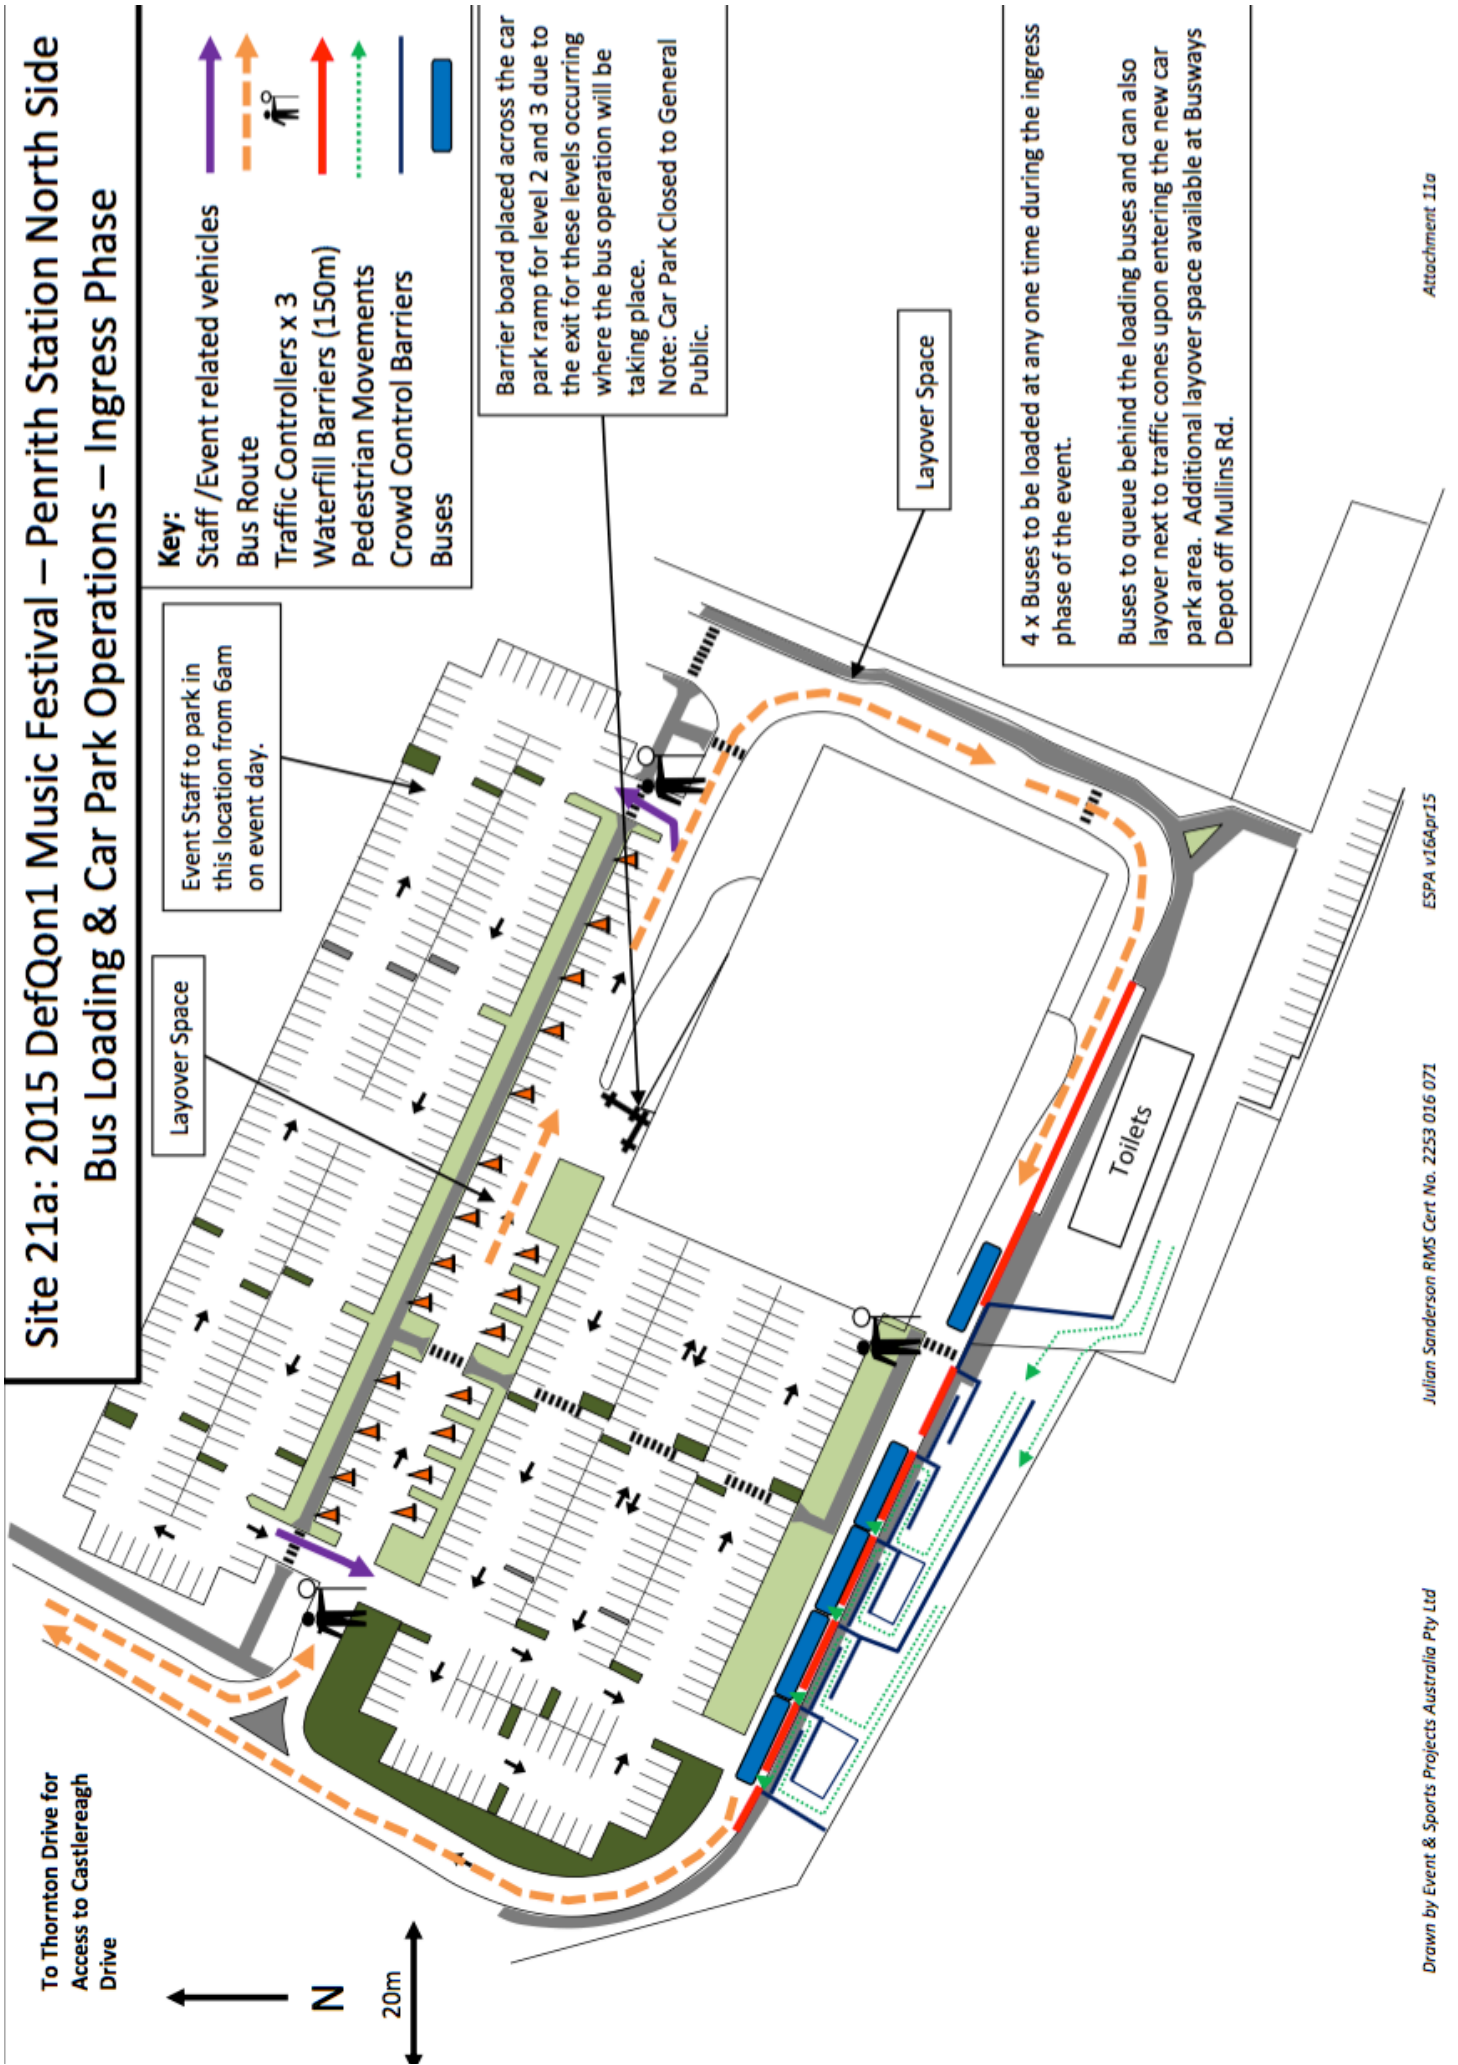 Site 21a: 2015 DefQon1 Music Festival – Penrith Station North Side
Bus Loading & Car Park Operations – Ingress Phase
Key:
Staff /Event related vehicles
Bus Route
Traffic Controllers x 3
Waterfill Barriers (150m)
Pedestrian Movements
Crowd Control Barriers
Buses
Event Staff to park in
this location from 6am
on event day.
Layover Space
Barrier board placed across the car
park ramp for level 2 and 3 due to
the exit for these levels occurring
where the bus operation will be
taking place.
Note: Car Park Closed to General
Public.
To Thornton Drive for
Access to Castlereagh
Drive
N
20m
Layover Space
4 x Buses to be loaded at any one time during the ingress
phase of the event.
Buses to queue behind the loading buses and can also
layover next to traffic cones upon entering the new car
park area. Additional layover space available at Busways
Depot off Mullins Rd.
Toilets
Drawn by Event & Sports Projects Australia Pty Ltd
Julian Sanderson RMS Cert No. 2253 016 071
ESPA v16Apr15
Attachment 11a